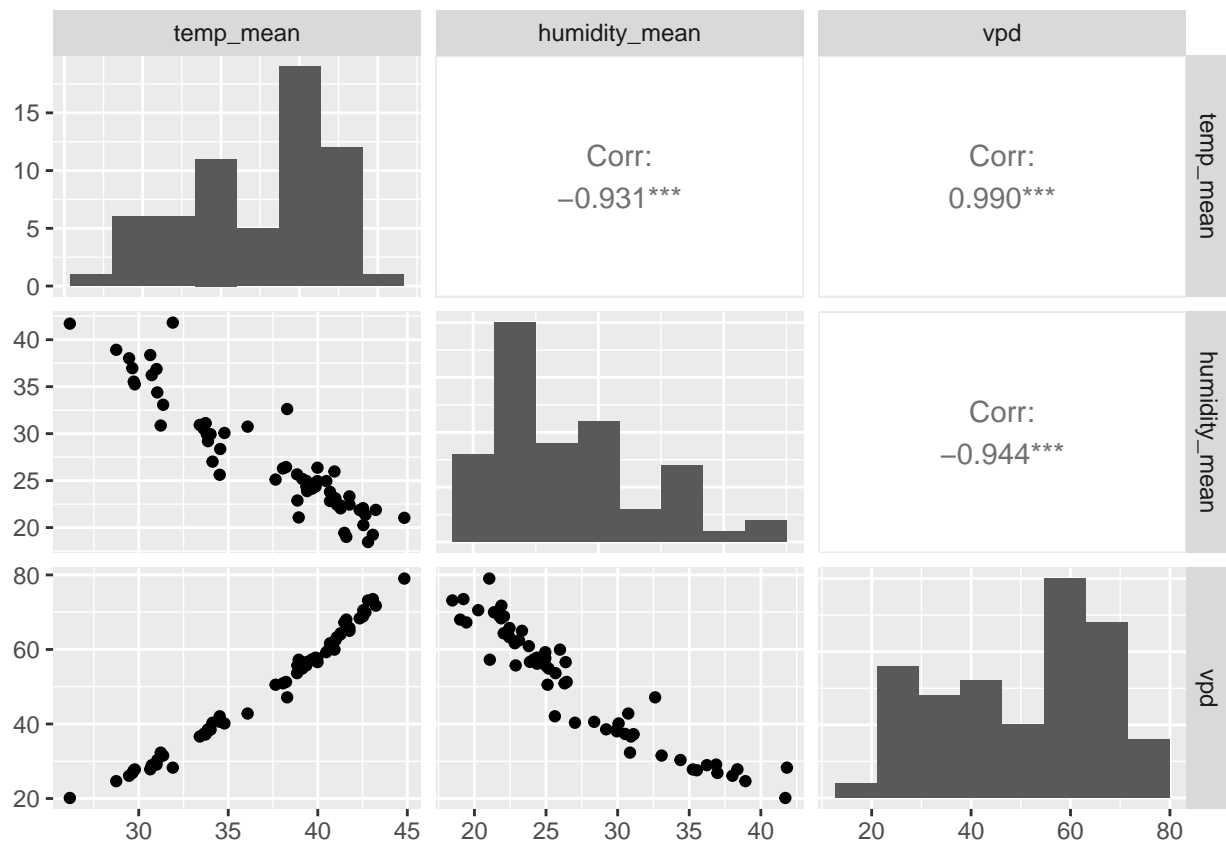 temp_mean humidity_mean vpd
15
10
5
0
Corr:
−0.931***
Corr:
0.990***
temp_mean
40
35
30
25
20
Corr:
−0.944***
humidity_mean
80
60
40
20
vpd
30 35 40 45 20 25 30 35 40 20 40 60 80